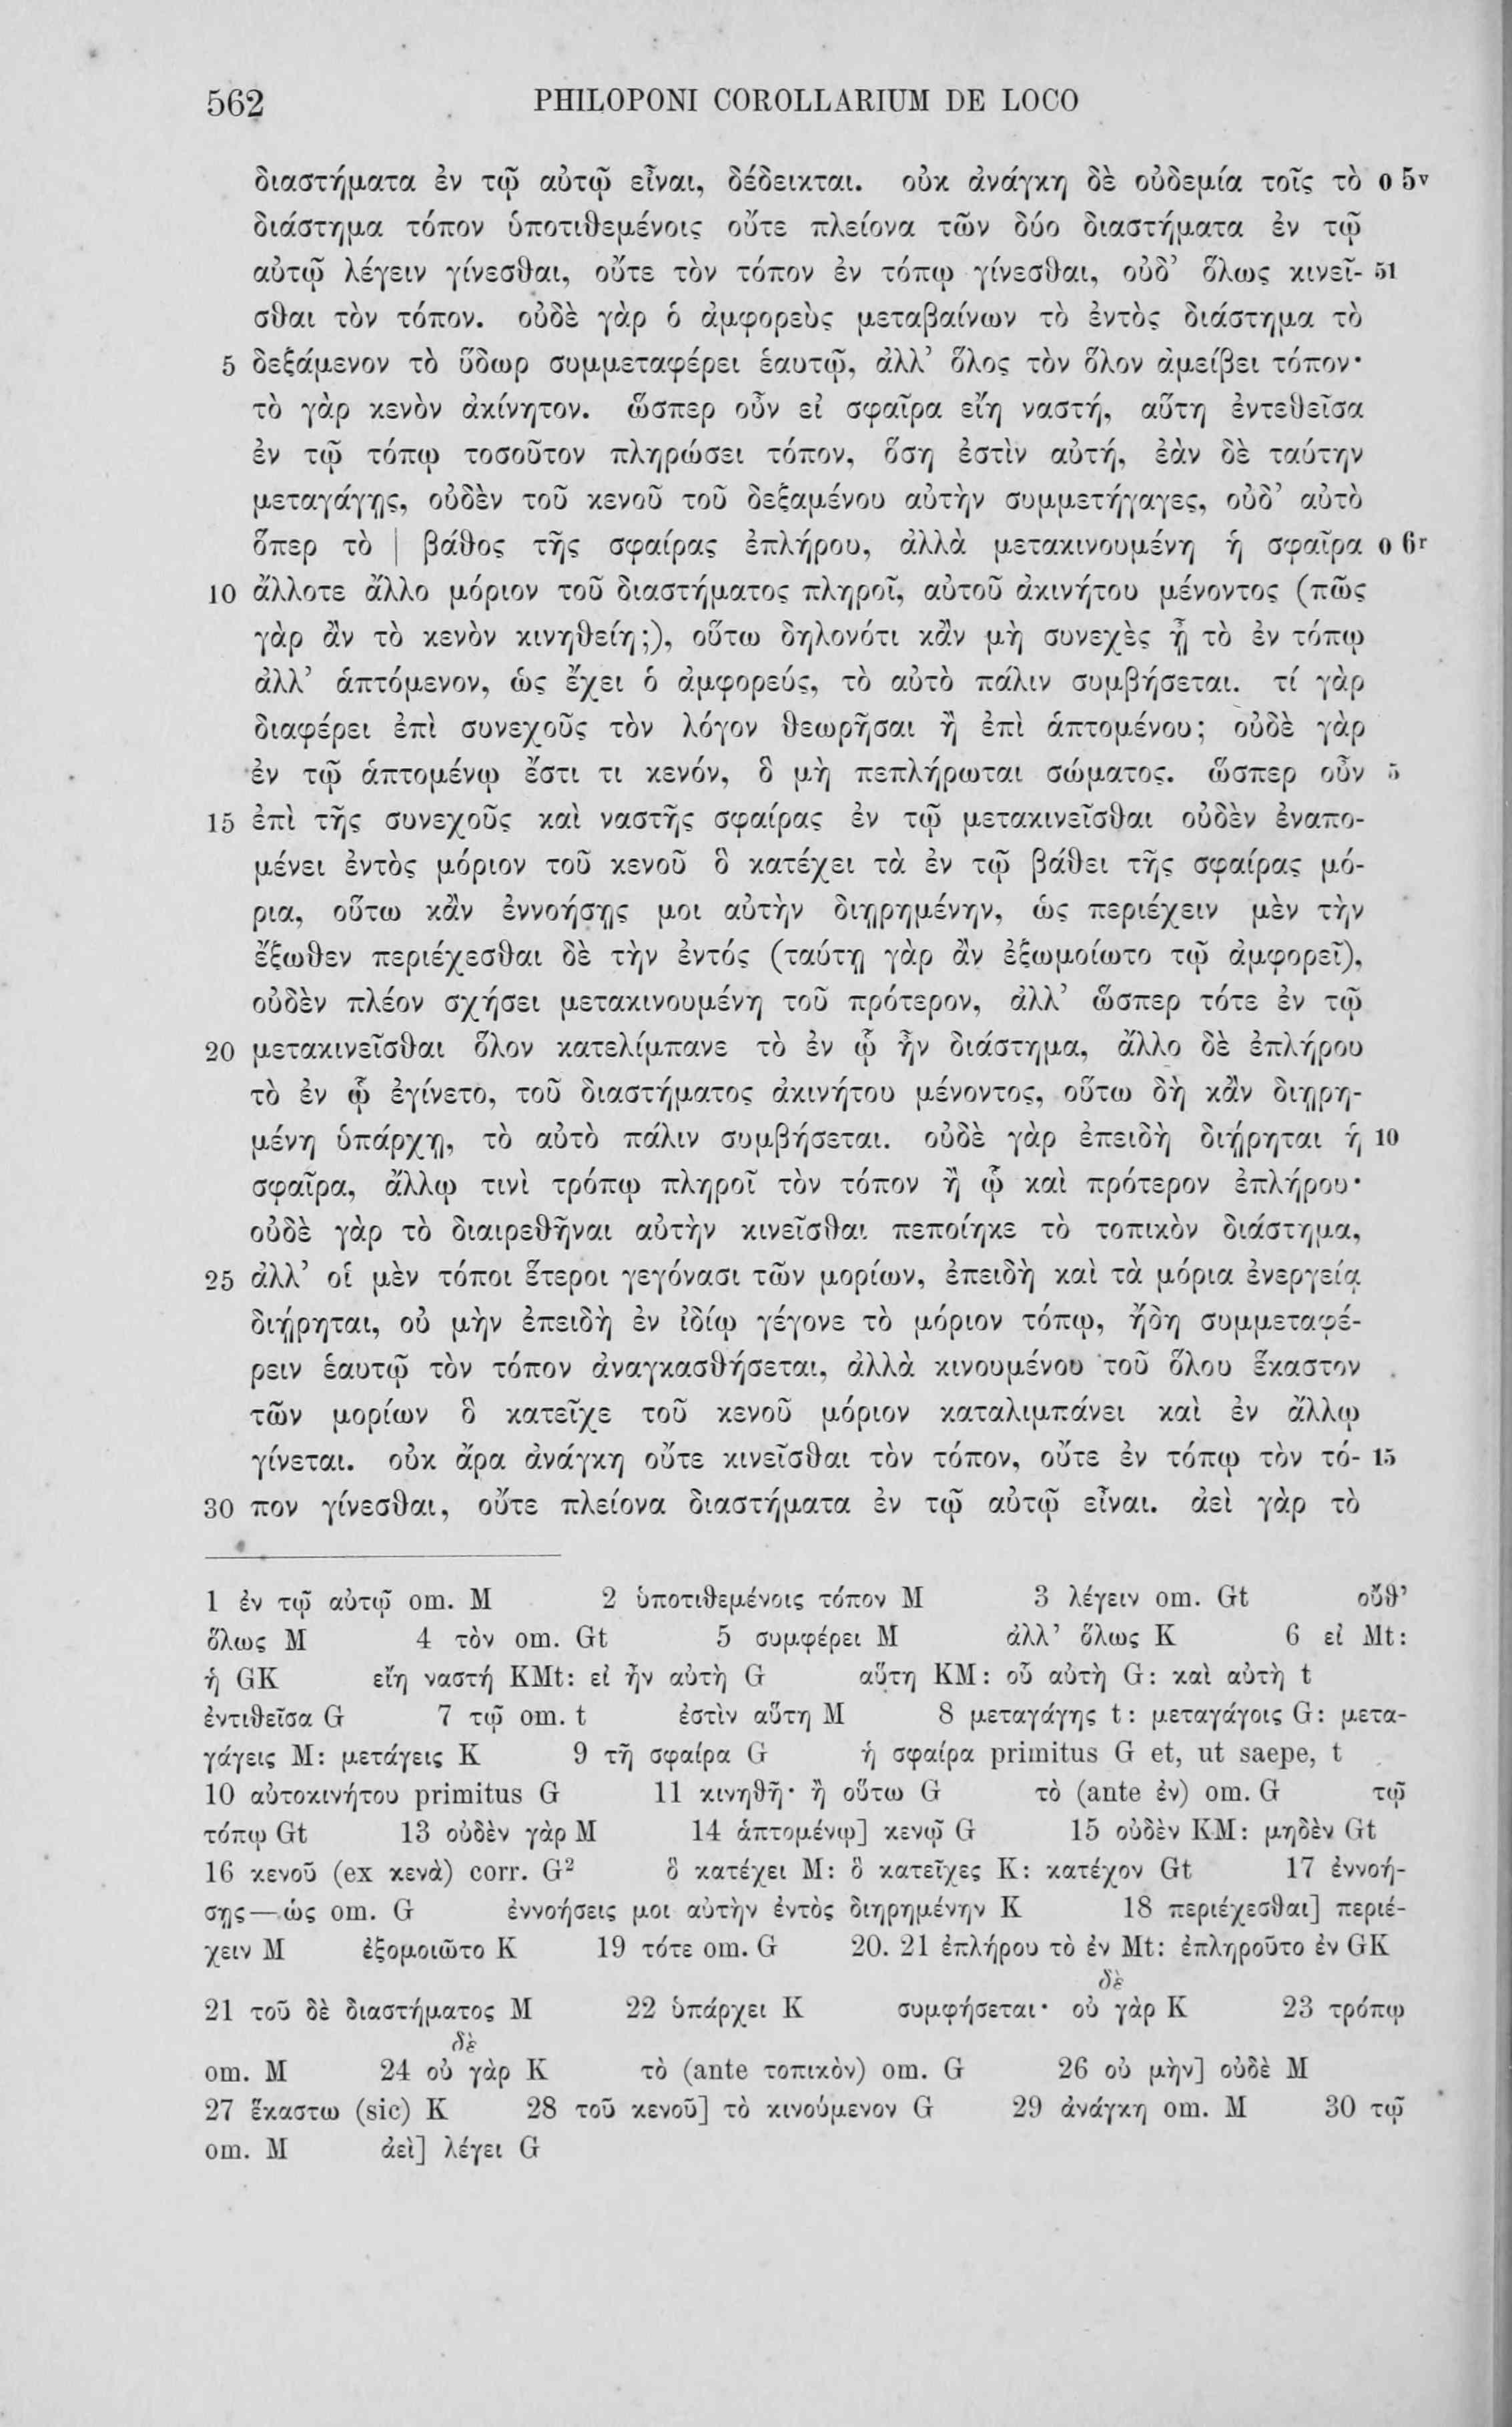 562 PHILOPONI COROLLARIUM DE LOCO
διαστήματα ἐν τῷ αὐτῷ εἶναι, δέδεικται. οὐκ ἀνάγκη δὲ οὐδεμία τοῖς τὸ o 5v
διάστημα τόπον ὑποτιθεμένοις οὔτε πλείονα τῶν δύο διαστήματα ἐν τῷ
αὐτῷ λέγειν γίνεσθαι, οὔτε τὸν τόπον ἐν τόπῳ γίνεσθαι, οὐδ’ ὅλως κινεῖ- 51
σθαι τὸν τόπον. οὐδὲ γὰρ ὁ ἀμφορεὺς μεταβαίνων τὸ ἐντὸς διάστημα τὸ
5 δεξάμενον τὸ ὕδωρ συμμεταφέρει ἑαυτῷ, ἀλλ’ ὅλος τὸν ὅλον ἀμείβει τόπον·
τὸ γὰρ κενὸν ἀκίνητον. ὥσπερ οὖν εἰ σφαῖρα εἴη ναστή, αὕτη ἐντεθεῖσα
ἐν τῷ τόπῳ τοσοῦτον πληρώσει τόπον, ὅση ἐστὶν αὐτή, ἐὰν δὲ ταύτην
μεταγάγῃς, οὐδὲν τοῦ κενοῦ τοῦ δεξαμένου αὐτὴν συμμετήγαγες, οὐδ’ αὐτὸ
ὅπερ τὸ | βάθος τῆς σφαίρας ἐπλήρου, ἀλλὰ μετακινουμένη ἡ σφαῖρα o 6r
10 ἄλλοτε ἄλλο μόριον τοῦ διαστήματος πληροῖ, αὐτοῦ ἀκινήτου μένοντος (πῶς
γὰρ ἂν τὸ κενὸν κινηθείη;), οὕτω δηλονότι κἂν μὴ συνεχὲς ᾖ τὸ ἐν τόπῳ
ἀλλ’ ἁπτόμενον, ὡς ἔχει ὁ ἀμφορεύς, τὸ αὐτὸ πάλιν συμβήσεται. τί γὰρ
διαφέρει ἐπὶ συνεχοῦς τὸν λόγον θεωρῆσαι ἢ ἐπὶ ἁπτομένου; οὐδὲ γὰρ
ἐν τῷ ἁπτομένῳ ἔστι τι κενόν, ὃ μὴ πεπλήρωται σώματος. ὥσπερ οὖν 5
15 ἐπὶ τῆς συνεχοῦς καὶ ναστῆς σφαίρας ἐν τῷ μετακινεῖσθαι οὐδὲν ἐναπο-
μένει ἐντὸς μόριον τοῦ κενοῦ ὃ κατέχει τὰ ἐν τῷ βάθει τῆς σφαίρας μό-
ρια, οὕτω κἂν ἐννοήσῃς μοι αὐτὴν διῃρημένην, ὡς περιέχειν μὲν τὴν
ἔξωθεν περιέχεσθαι δὲ τὴν ἐντός (ταύτῃ γὰρ ἂν ἐξωμοίωτο τῷ ἀμφορεῖ),
οὐδὲν πλέον σχήσει μετακινουμένη τοῦ πρότερον, ἀλλ’ ὥσπερ τότε ἐν τῷ
20 μετακινεῖσθαι ὅλον κατελίμπανε τὸ ἐν ᾧ ἦν διάστημα, ἄλλο δὲ ἐπλήρου
τὸ ἐν ᾧ ἐγίνετο, τοῦ διαστήματος ἀκινήτου μένοντος, οὕτω δὴ κἂν διῃρη-
μένη ὑπάρχῃ, τὸ αὐτὸ πάλιν συμβήσεται. οὐδὲ γὰρ ἐπειδὴ διῄρηται ἡ 10
σφαῖρα, ἄλλῳ τινὶ τρόπῳ πληροῖ τὸν τόπον ἢ ᾧ καὶ πρότερον ἐπλήρου·
οὐδὲ γὰρ τὸ διαιρεθῆναι αὐτὴν κινεῖσθαι πεποίηκε τὸ τοπικὸν διάστημα,
25 ἀλλ’ οἱ μὲν τόποι ἕτεροι γεγόνασι τῶν μορίων, ἐπειδὴ καὶ τὰ μόρια ἐνεργείᾳ
διῄρηται, οὐ μὴν ἐπειδὴ ἐν ἰδίῳ γέγονε τὸ μόριον τόπῳ, ἤδη συμμεταφέ-
ρειν ἑαυτῷ τὸν τόπον ἀναγκασθήσεται, ἀλλὰ κινουμένου τοῦ ὅλου ἕκαστον
τῶν μορίων ὃ κατεῖχε τοῦ κενοῦ μόριον καταλιμπάνει καὶ ἐν ἄλλῳ
γίνεται. οὐκ ἄρα ἀνάγκη οὔτε κινεῖσθαι τὸν τόπον, οὔτε ἐν τόπῳ τὸν τό- 15
30 πον γίνεσθαι, οὔτε πλείονα διαστήματα ἐν τῷ αὐτῷ εἶναι. ἀεὶ γὰρ τὸ
1 ἐν τῷ αὐτῷ om. M 2 ὑποτιθεμένοις τόπον M 3 λέγειν om. Gt οὔθ’
ὅλως M 4 τὸν om. Gt 5 συμφέρει M ἀλλ’ ὅλως K 6 εἰ Mt:
ἡ GK εἴη ναστή KMt: εἰ ἦν αὐτὴ G αὕτη KM: οὗ αὐτὴ G: καὶ αὐτὴ t
ἐντιθεῖσα G 7 τῷ om. t ἐστὶν αὕτη M 8 μεταγάγης t: μεταγάγοις G: μετα-
γάγεις M: μετάγεις K 9 τῆ σφαίρα G ἡ σφαίρα primitus G et, ut saepe, t
10 αὐτοκινήτου primitus G 11 κινηθῆ· ἢ οὕτω G τὸ (ante ἐν) om. G τῷ
τόπῳ Gt 13 οὐδὲν γὰρ M 14 ἁπτομένῳ] κενῷ G 15 οὐδὲν KM: μηδὲν Gt
16 κενοῦ (ex κενὰ) corr. G² ὃ κατέχει M: ὃ κατεῖχες K: κατέχον Gt 17 ἐννοή-
σῃς—ὡς om. G ἐννοήσεις μοι αὐτὴν ἐντὸς διηρημένην K 18 περιέχεσθαι] περιέ-
χειν M ἐξομοιῶτο K 19 τότε om. G 20. 21 ἐπλήρου τὸ ἐν Mt: ἐπληροῦτο ἐν GK
δὲ
21 τοῦ δὲ διαστήματος M 22 ὑπάρχει K συμφήσεται· οὐ γὰρ K 23 τρόπῳ
δὲ
om. M 24 οὐ γὰρ K τὸ (ante τοπικὸν) om. G 26 οὐ μὴν] οὐδὲ M
27 ἕκαστω (sic) K 28 τοῦ κενοῦ] τὸ κινούμενον G 29 ἀνάγκη om. M 30 τῷ
om. M ἀεὶ] λέγει G